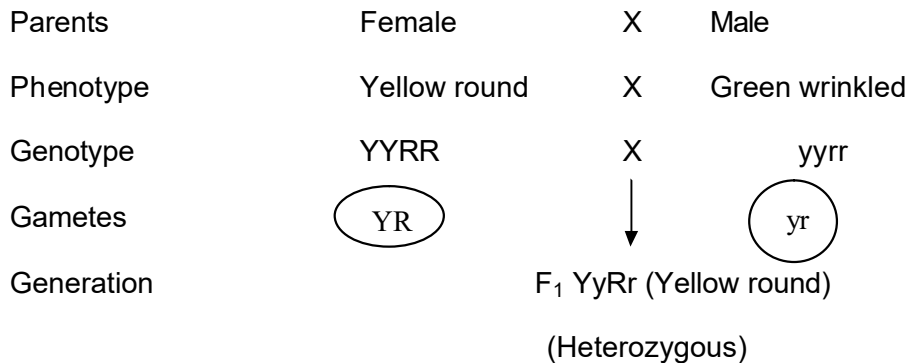 Parents Female X Male
Phenotype Yellow round X Green wrinkled
Genotype YYRR X yyrr
Gametes YR yr
Generation F₁ YyRr (Yellow round)
(Heterozygous)